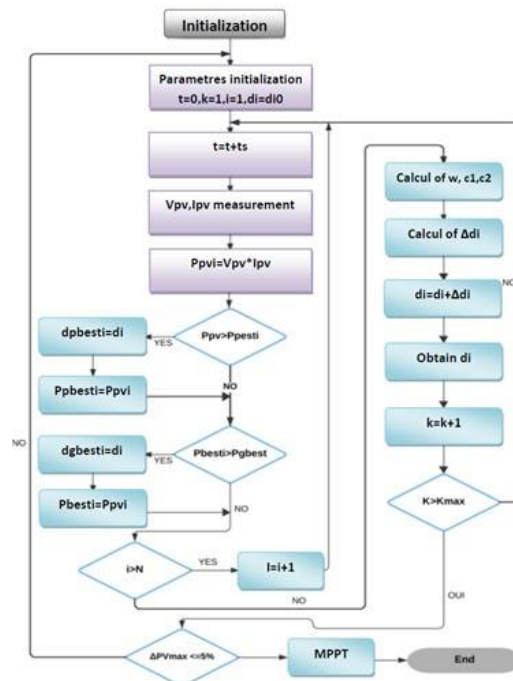 Initialization
Parametres initialization
t=0,k=1,i=1,di=di0
t=t+ts
Vpv,Ipv measurement
Ppvi=Vpv*Ipv
Ppv>Ppesti
YES
dpbesti=di
Ppbesti=Ppvi
NO
Pbesti>Pgbest
YES
dgbesti=di
Pbesti=Ppvi
NO
i>N
YES
I=i+1
NO
Calcul of w, c1,c2
Calcul of Δdi
di=di+Δdi
Obtain di
k=k+1
K>Kmax
NO
OUI
ΔPVmax <=5%
NO
MPPT
End